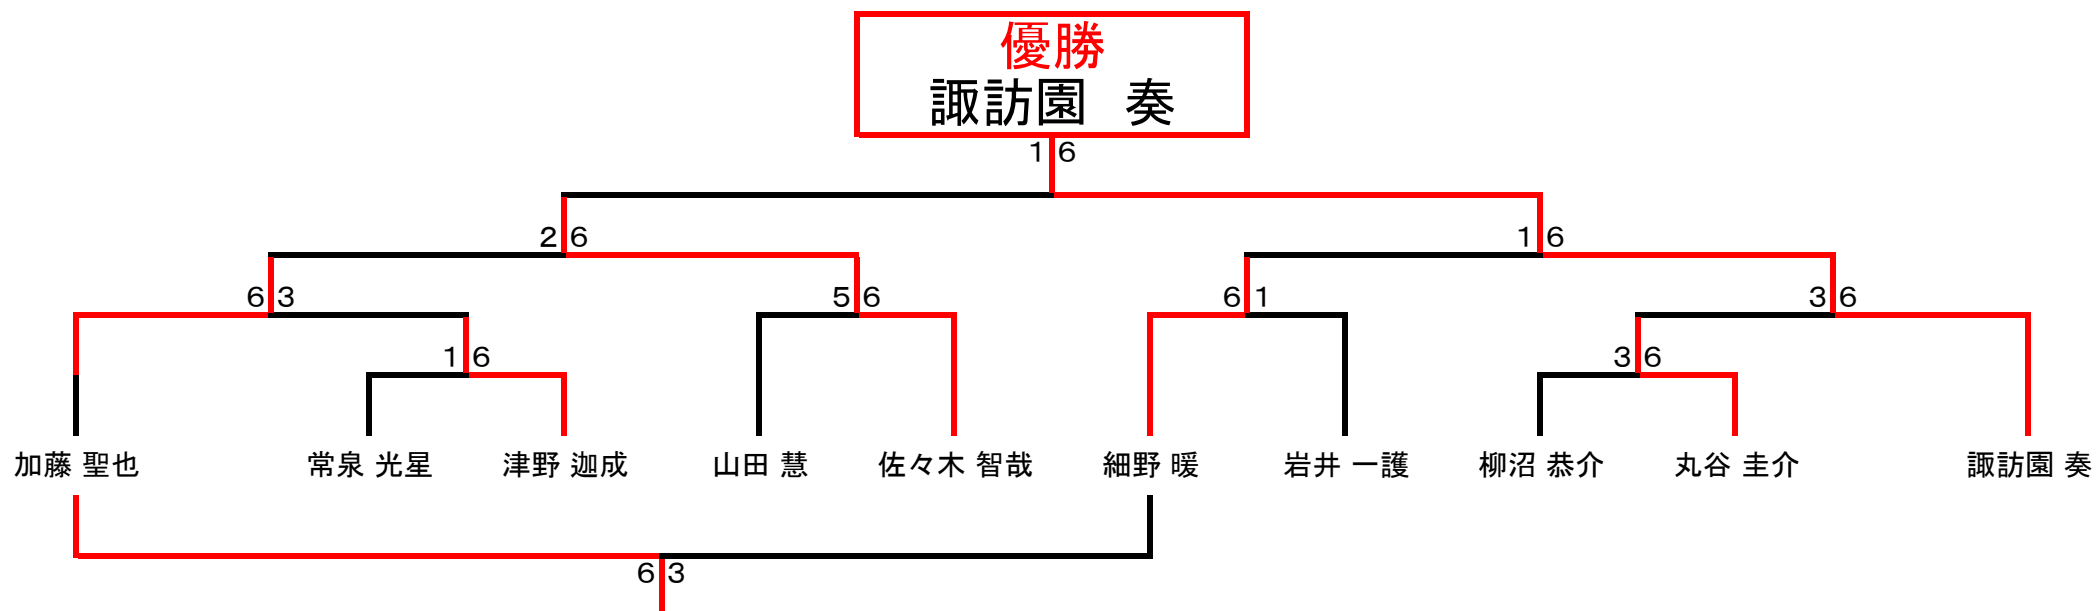 優勝
諏訪園　奏
1 6
2 6
1 6
6 3
5 6
6 1
3 6
1 6
3 6
加藤 聖也
常泉 光星
津野 迦成
山田 慧
佐々木 智哉
細野 暖
岩井 一護
柳沼 恭介
丸谷 圭介
諏訪園 奏
6 3